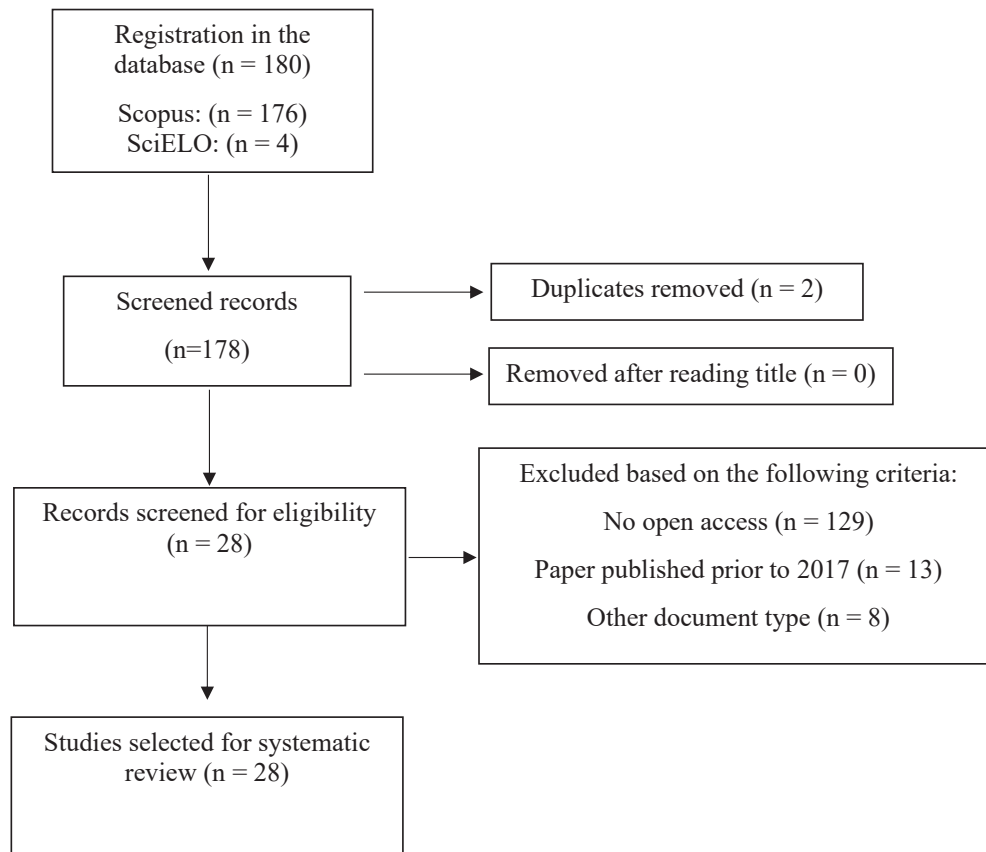 Registration in the
database (n = 180)
Scopus: (n = 176)
SciELO: (n = 4)
Screened records
(n=178)
Duplicates removed (n = 2)
Removed after reading title (n = 0)
Records screened for eligibility
(n = 28)
Excluded based on the following criteria:
No open access (n = 129)
Paper published prior to 2017 (n = 13)
Other document type (n = 8)
Studies selected for systematic
review (n = 28)